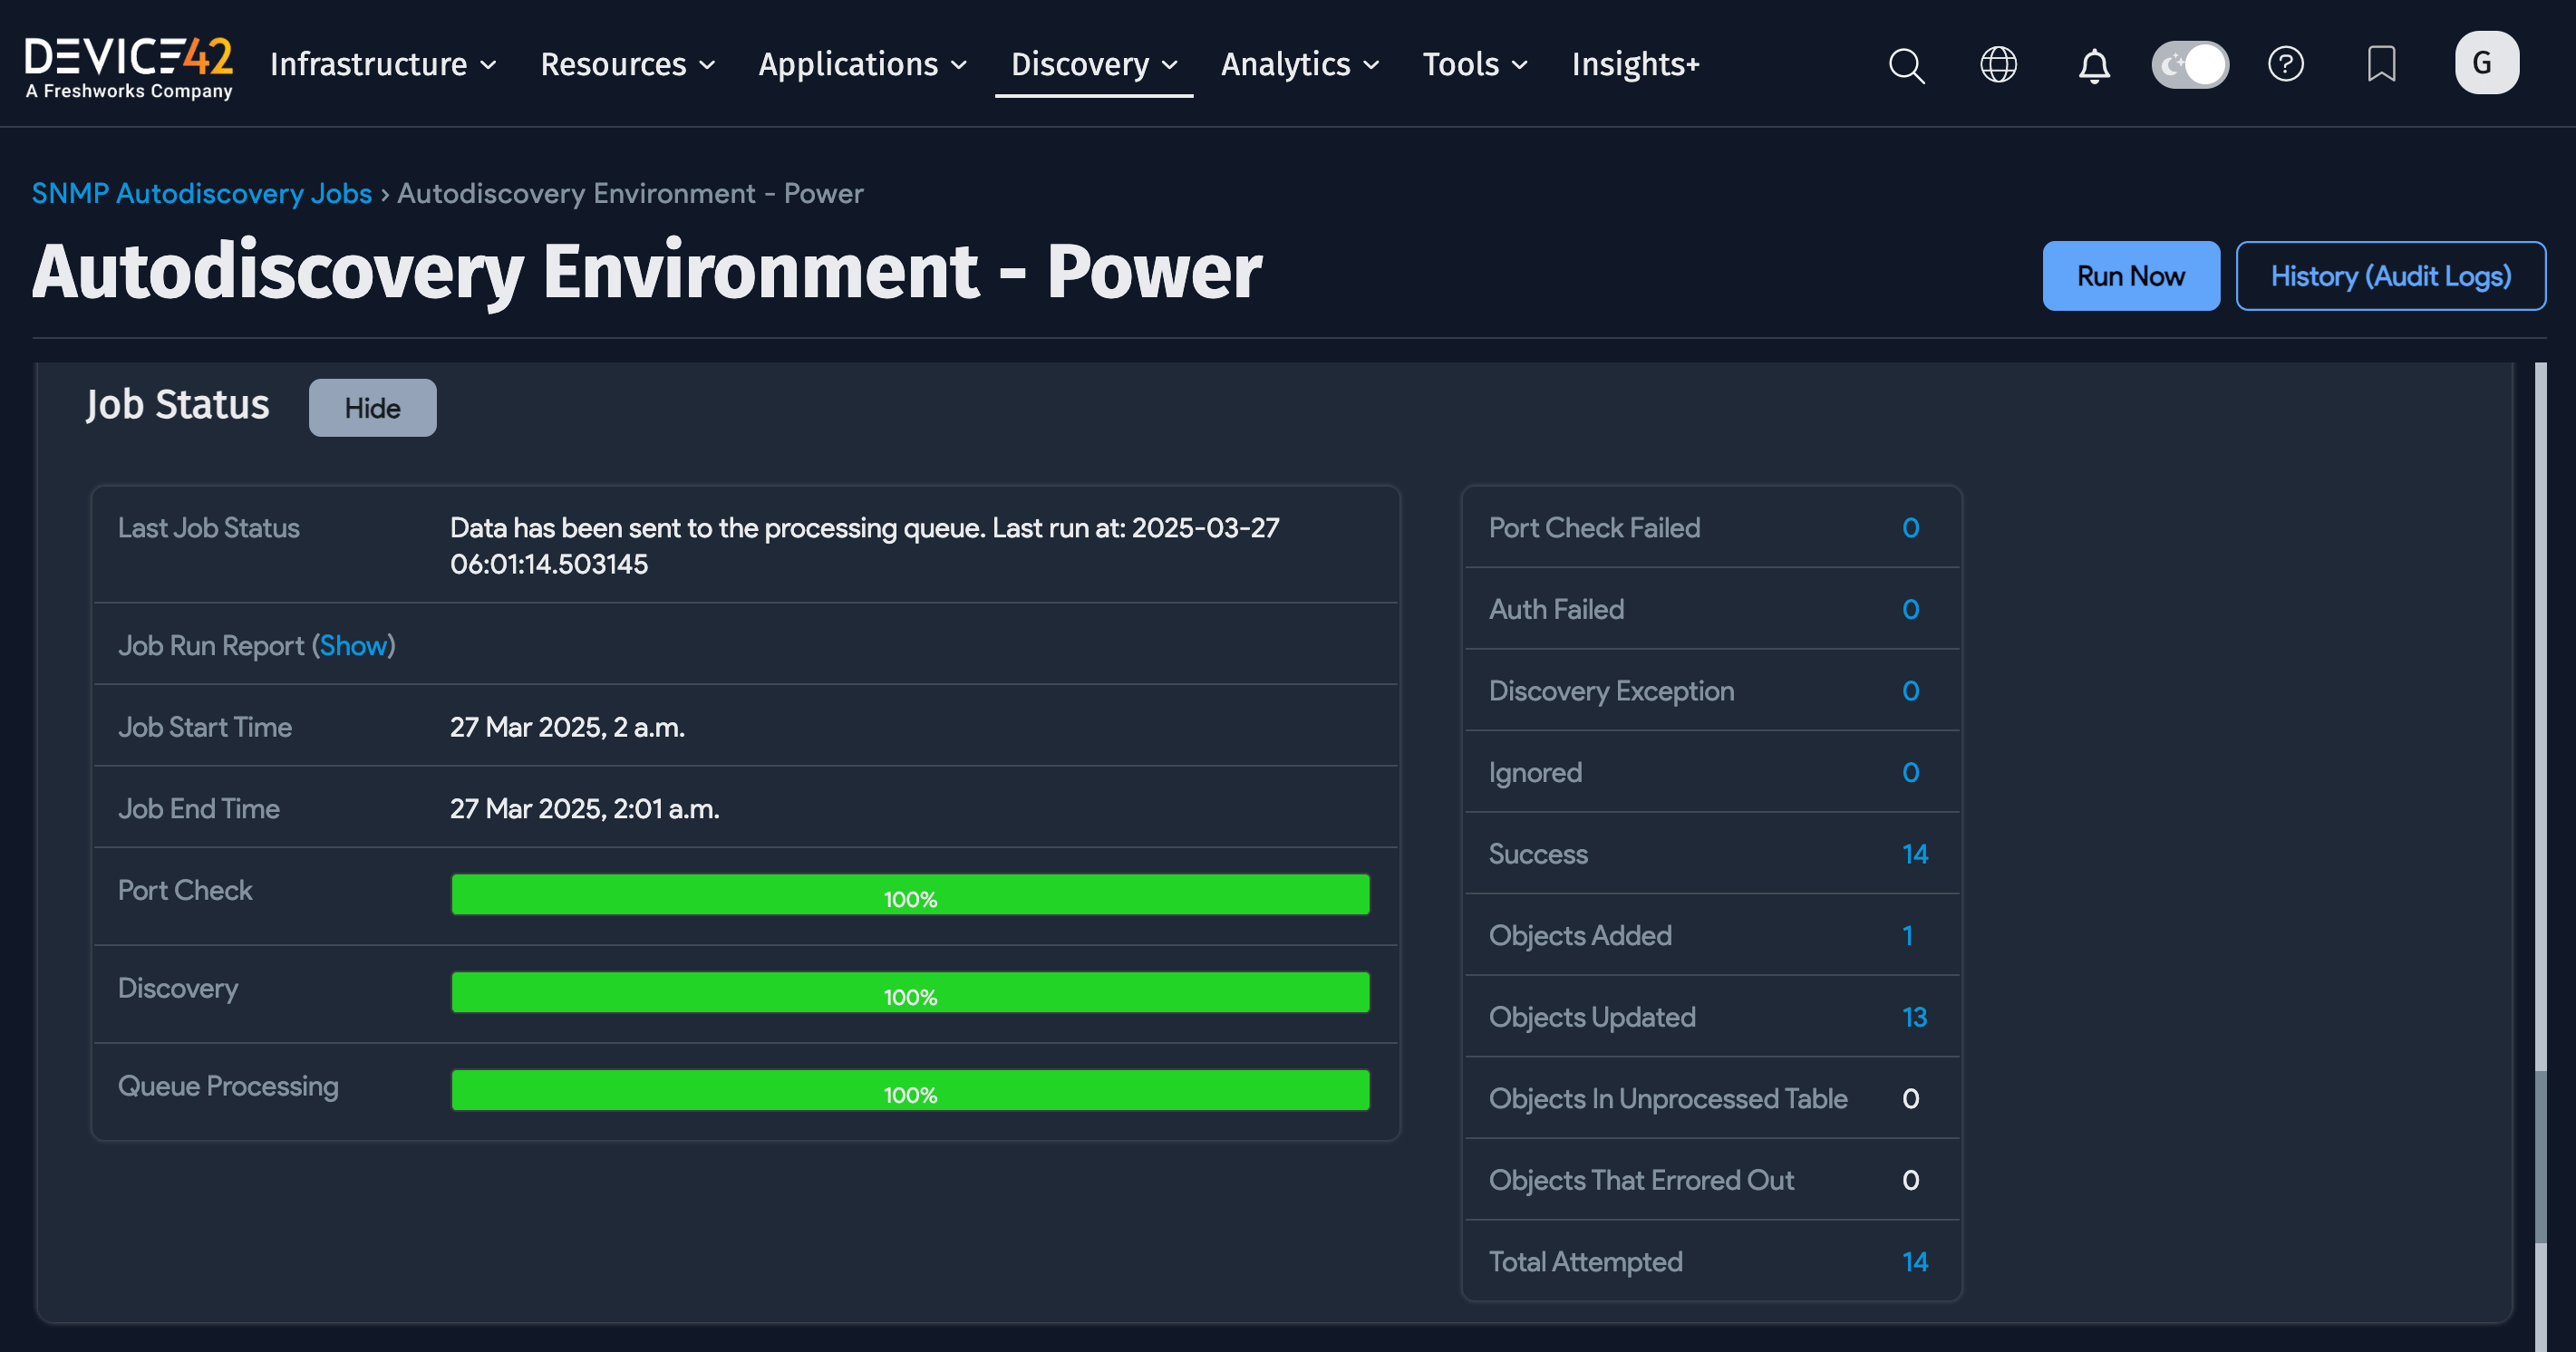 DEVICE42
A Freshworks Company
Infrastructure
Resources
Applications
Discovery
Analytics
Tools
Insights+
G
SNMP Autodiscovery Jobs › Autodiscovery Environment - Power
Autodiscovery Environment - Power
Run Now
History (Audit Logs)
Job Status
Hide
Last Job Status
Data has been sent to the processing queue. Last run at: 2025-03-27
06:01:14.503145
Job Run Report (Show)
Job Start Time
27 Mar 2025, 2 a.m.
Job End Time
27 Mar 2025, 2:01 a.m.
Port Check
100%
Discovery
100%
Queue Processing
100%
Port Check Failed 0
Auth Failed 0
Discovery Exception 0
Ignored 0
Success 14
Objects Added 1
Objects Updated 13
Objects In Unprocessed Table 0
Objects That Errored Out 0
Total Attempted 14